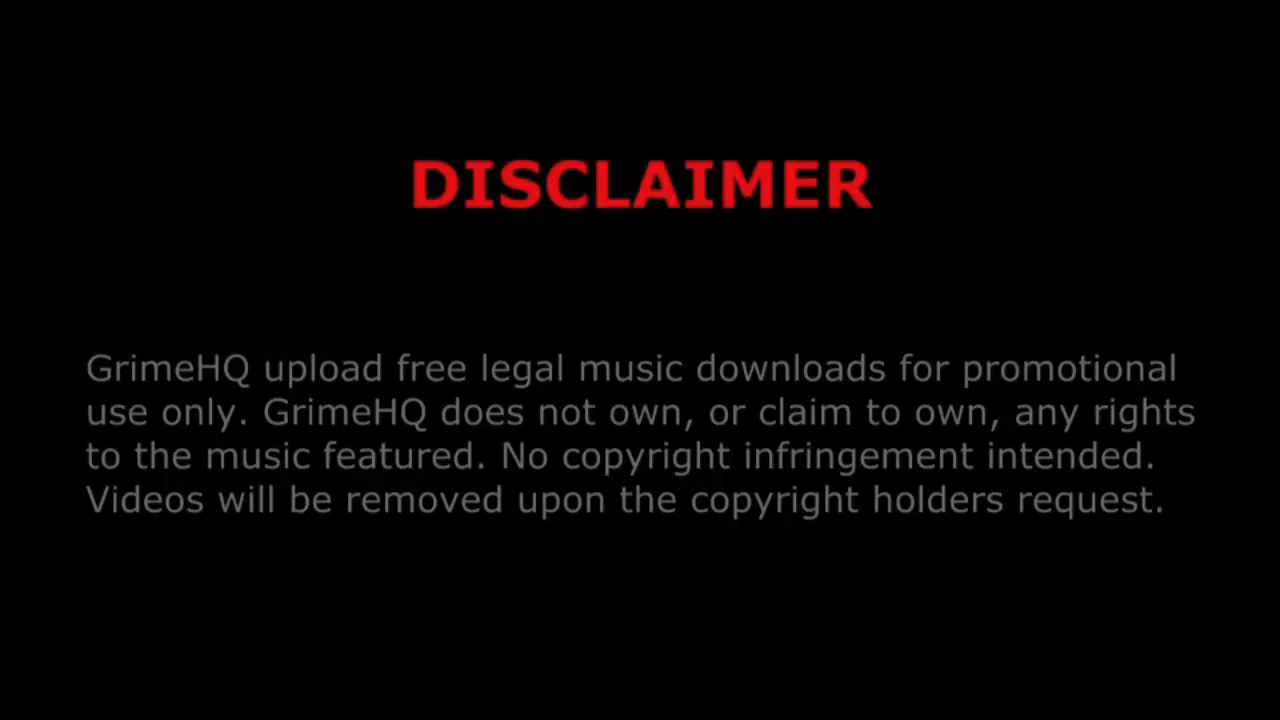 DISCLAIMER
GrimeHQ upload free legal music downloads for promotional
use only. GrimeHQ does not own, or claim to own, any rights
to the music featured. No copyright infringement intended.
Videos will be removed upon the copyright holders request.